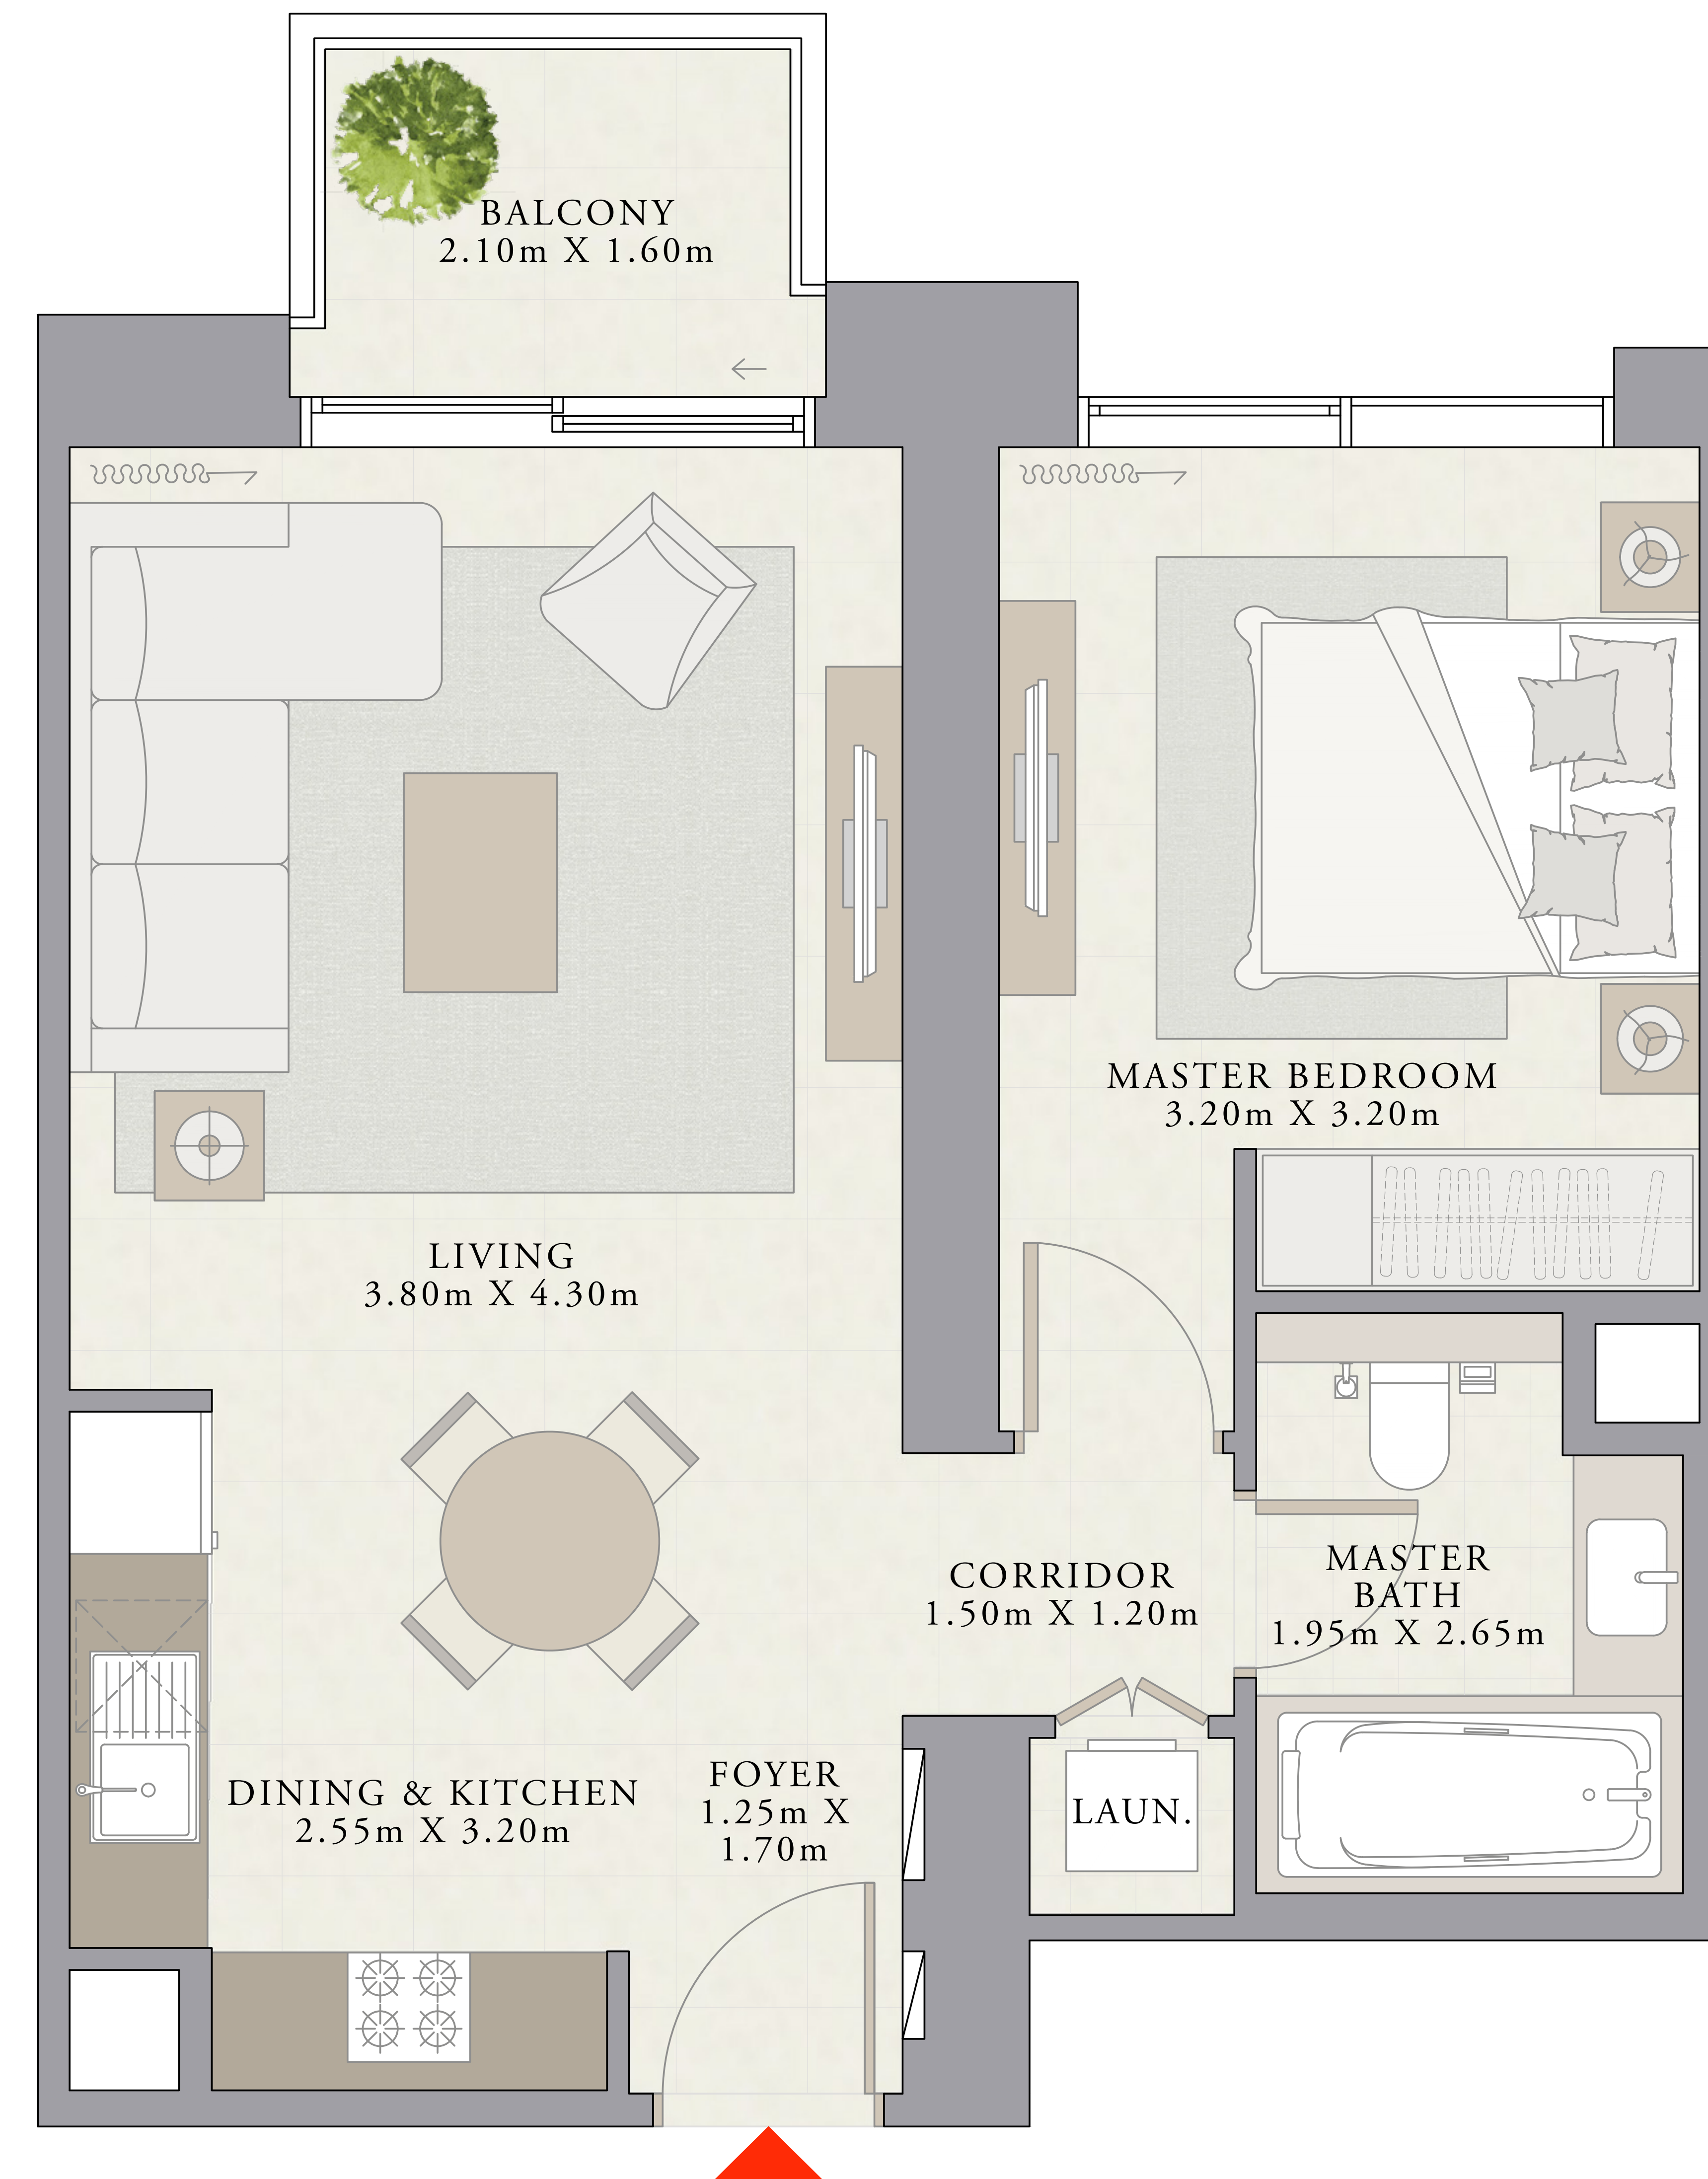 BALCONY
2.10m X 1.60m
MASTER BEDROOM
3.20m X 3.20m
LIVING
3.80m X 4.30m
CORRIDOR
1.50m X 1.20m
MASTER
BATH
1.95m X 2.65m
DINING & KITCHEN
2.55m X 3.20m
FOYER
1.25m X
1.70m
LAUN.